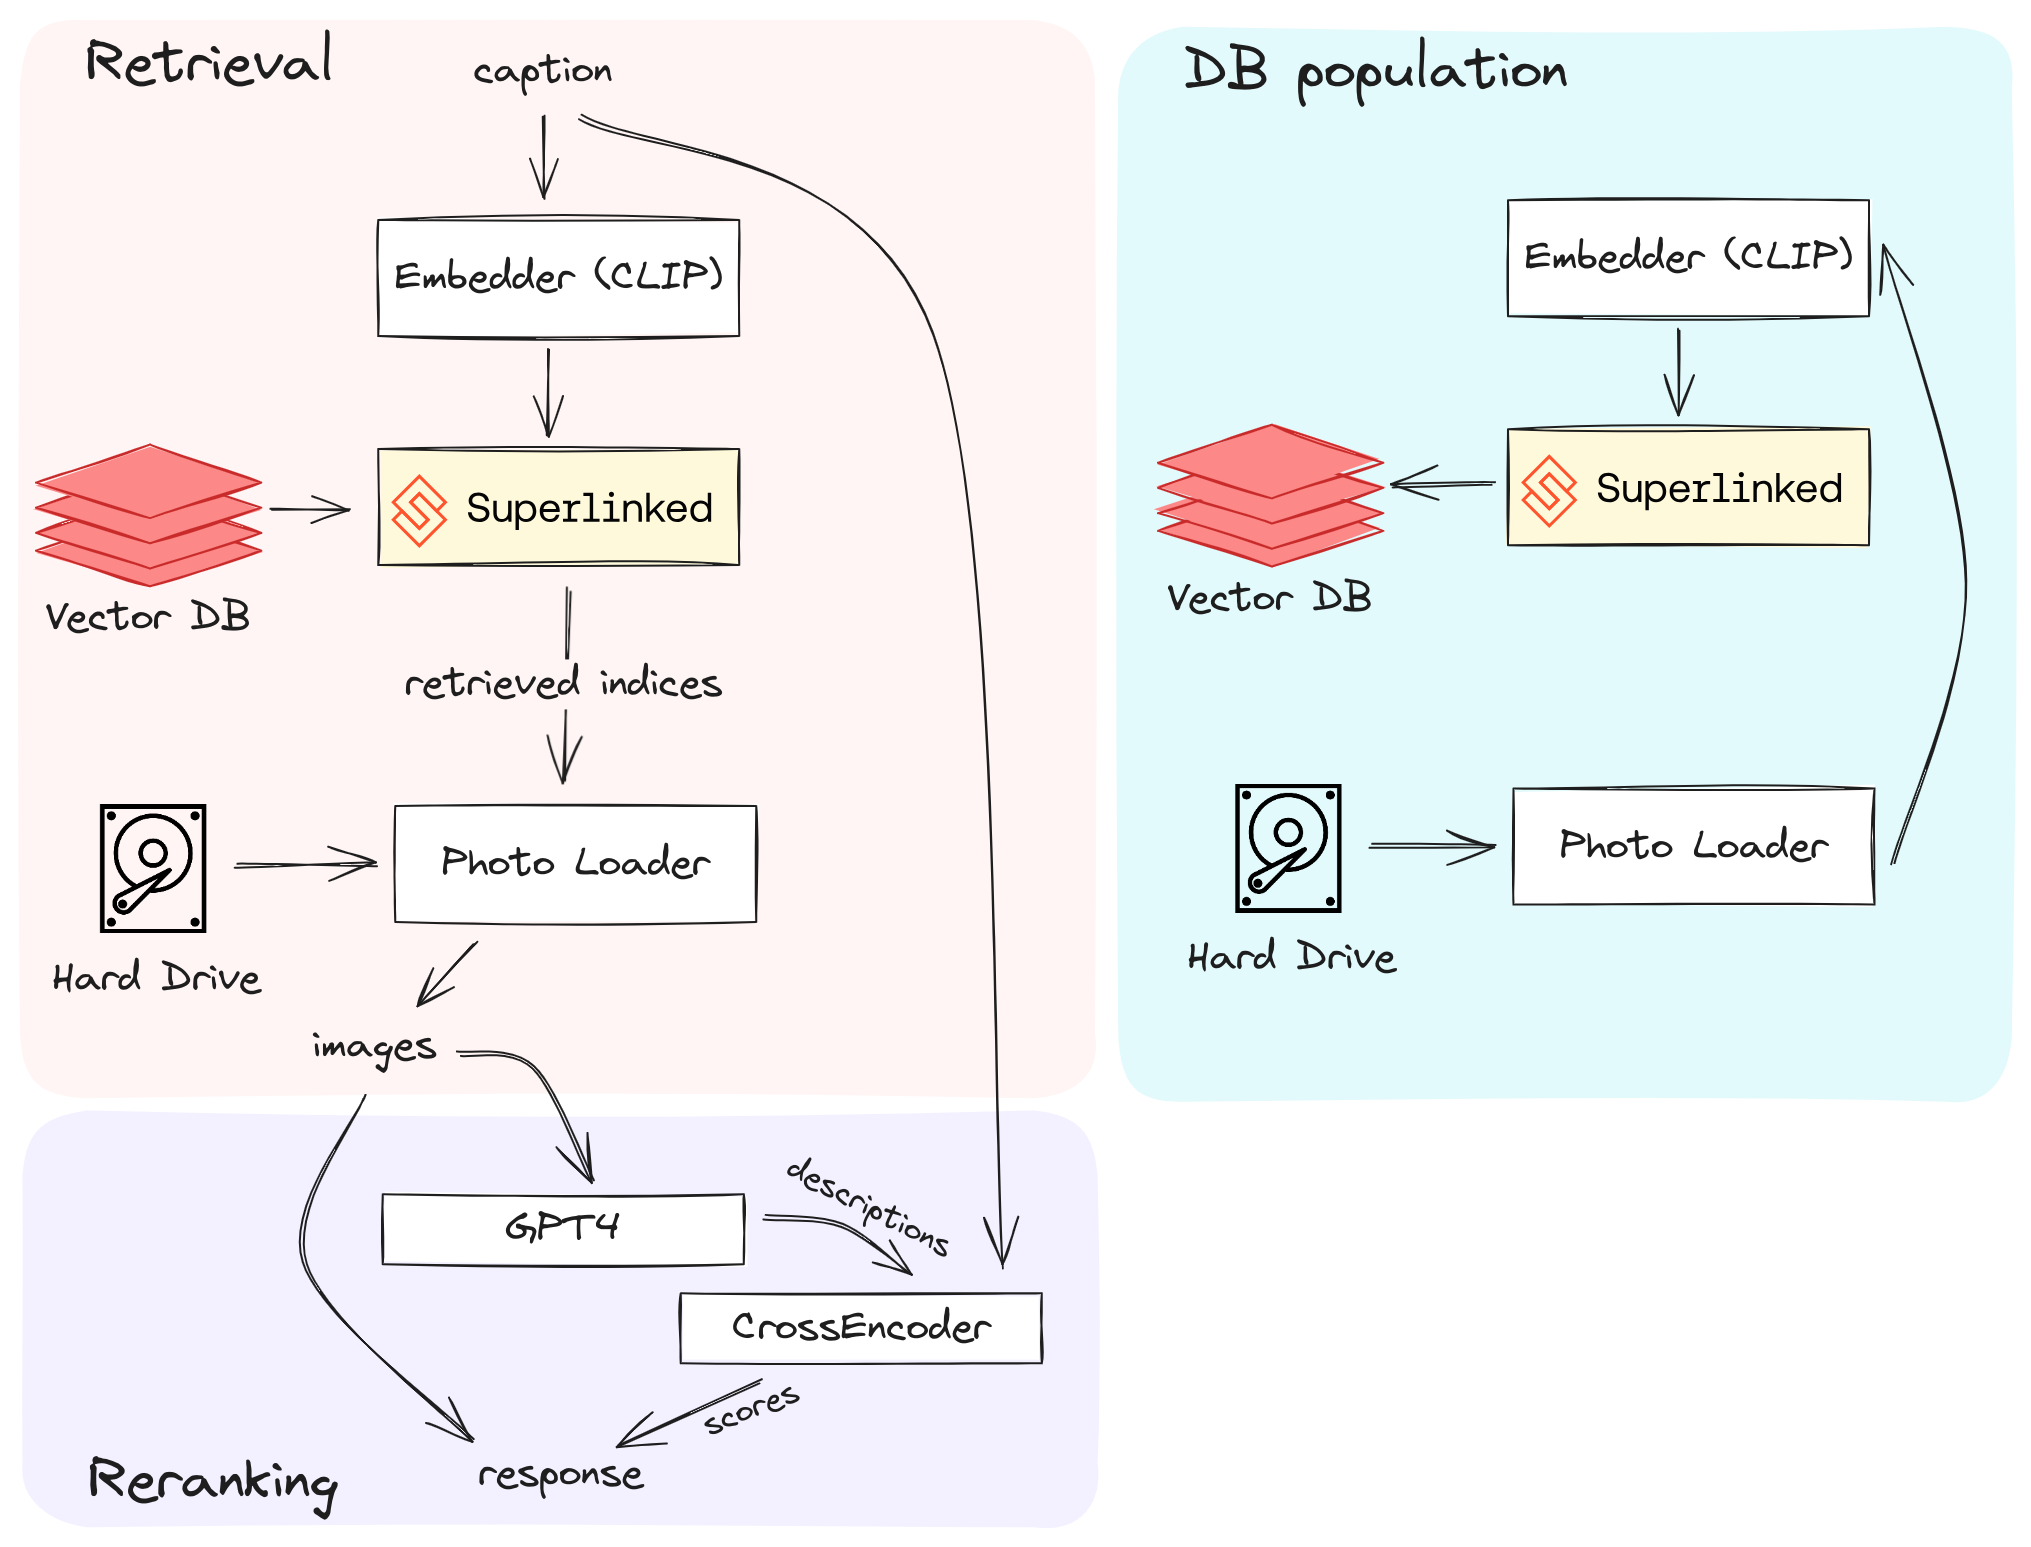 Retrieval
caption
Embedder (CLIP)
Superlinked
Vector DB
retrieved indices
Photo Loader
Hard Drive
images
GPT4
descriptions
CrossEncoder
scores
response
Reranking
DB population
Embedder (CLIP)
Superlinked
Vector DB
Photo Loader
Hard Drive